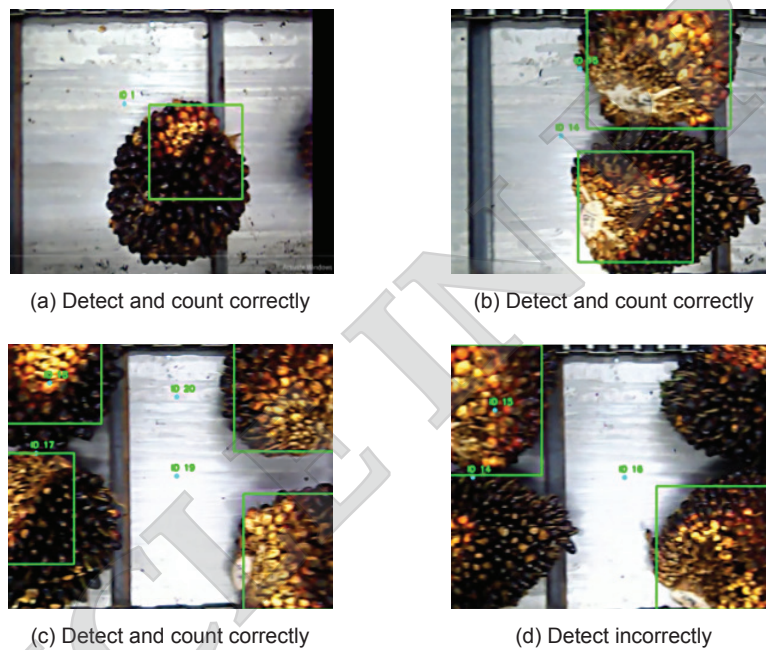 ID 1
ID 14
(a) Detect and count correctly
(b) Detect and count correctly
ID 20
ID 17
ID 19
ID 15
ID 14
ID 16
(c) Detect and count correctly
(d) Detect incorrectly